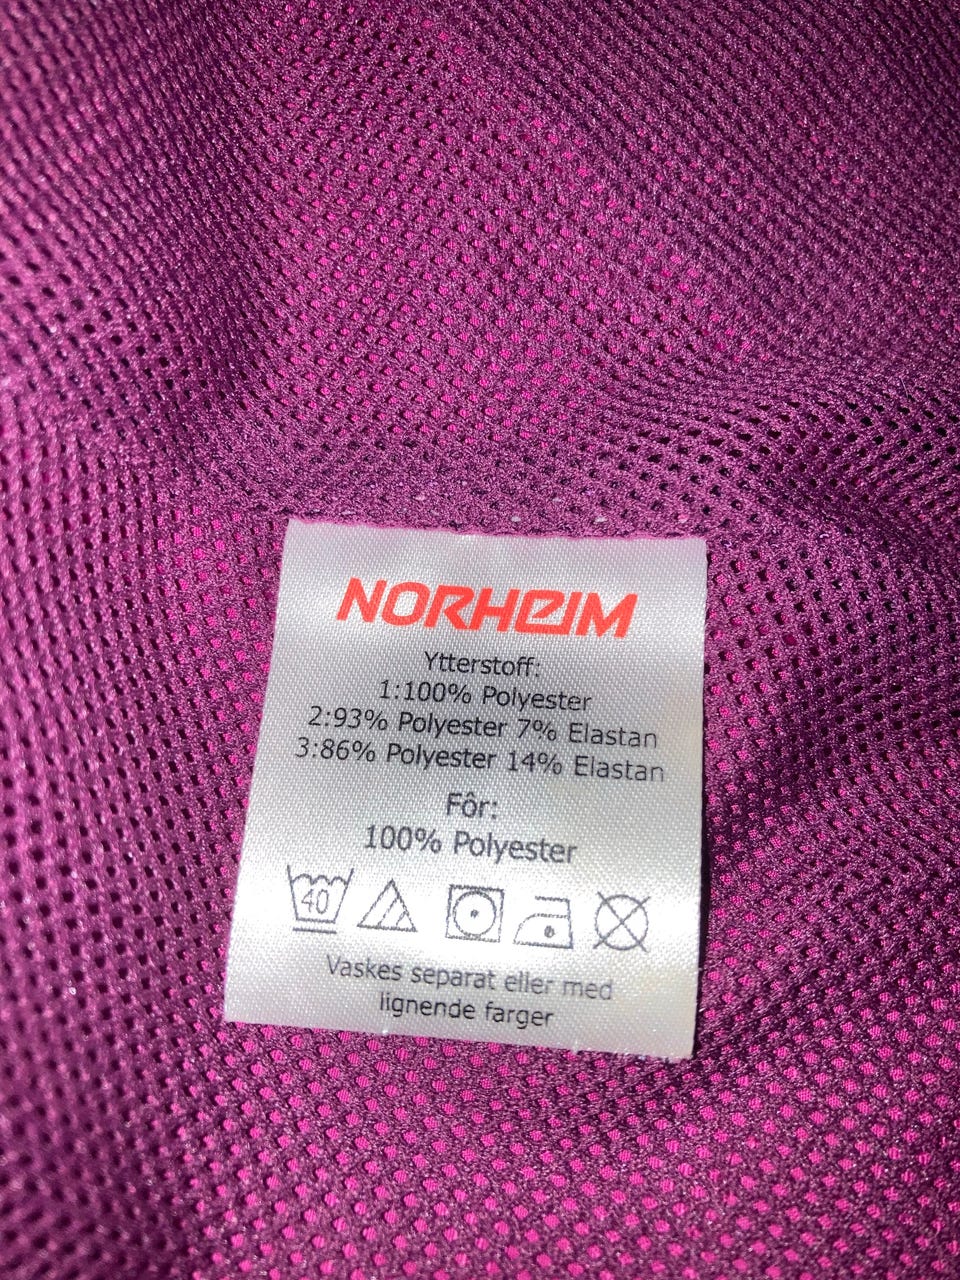 NORHEIM
Ytterstoff:
1:100% Polyester
2:93% Polyester 7% Elastan
3:86% Polyester 14% Elastan
Fôr:
100% Polyester
40
Vaskes separat eller med
lignende farger